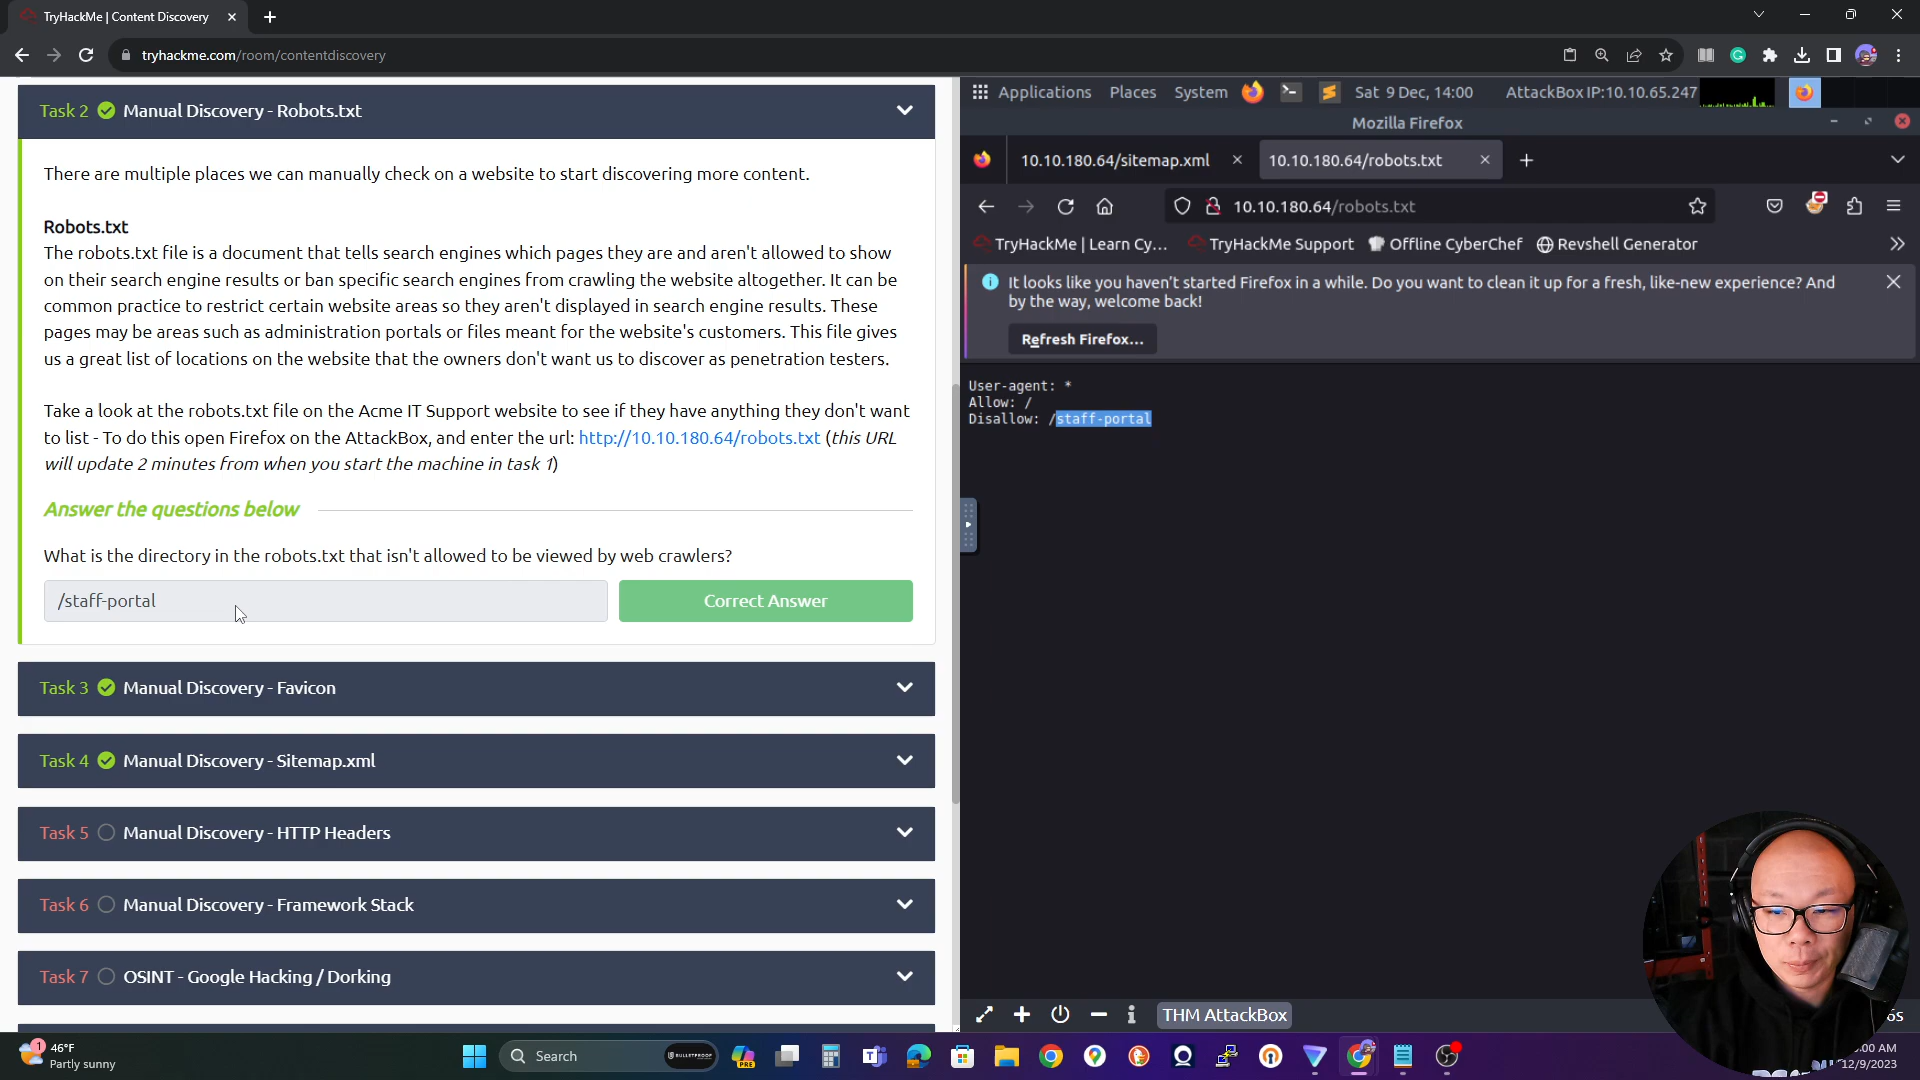 TryHackMe | Content Discovery
tryhackme.com/room/contentdiscovery
Task 2 Manual Discovery - Robots.txt
There are multiple places we can manually check on a website to start discovering more content.
Robots.txt
The robots.txt file is a document that tells search engines which pages they are and aren't allowed to show
on their search engine results or ban specific search engines from crawling the website altogether. It can be
common practice to restrict certain website areas so they aren't displayed in search engine results. These
pages may be areas such as administration portals or files meant for the website's customers. This file gives
us a great list of locations on the website that the owners don't want us to discover as penetration testers.
Take a look at the robots.txt file on the Acme IT Support website to see if they have anything they don't want
to list - To do this open Firefox on the AttackBox, and enter the url: http://10.10.180.64/robots.txt (this URL
will update 2 minutes from when you start the machine in task 1)
Answer the questions below
What is the directory in the robots.txt that isn't allowed to be viewed by web crawlers?
/staff-portal
Correct Answer
Task 3 Manual Discovery - Favicon
Task 4 Manual Discovery - Sitemap.xml
Task 5 Manual Discovery - HTTP Headers
Task 6 Manual Discovery - Framework Stack
Task 7 OSINT - Google Hacking / Dorking
Applications Places System Sat 9 Dec, 14:00 AttackBox IP:10.10.65.247
Mozilla Firefox
10.10.180.64/sitemap.xml
10.10.180.64/robots.txt
10.10.180.64/robots.txt
TryHackMe | Learn Cy... TryHackMe Support Offline CyberChef Revshell Generator
It looks like you haven't started Firefox in a while. Do you want to clean it up for a fresh, like-new experience? And
by the way, welcome back!
Refresh Firefox...
User-agent: *
Allow: /
Disallow: /staff-portal
THM AttackBox
1
46°F
Partly sunny
Search
BULLETPROOF
PRE
12/9/2023